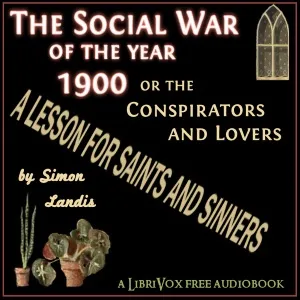 THE SOCIAL WAR
OF THE YEAR
1900 OR THE
CONSPIRATORS
AND LOVERS
A LESSON FOR SAINTS AND SINNERS
by Simon
Landis
A LIBRIVOX FREE AUDIOBOOK